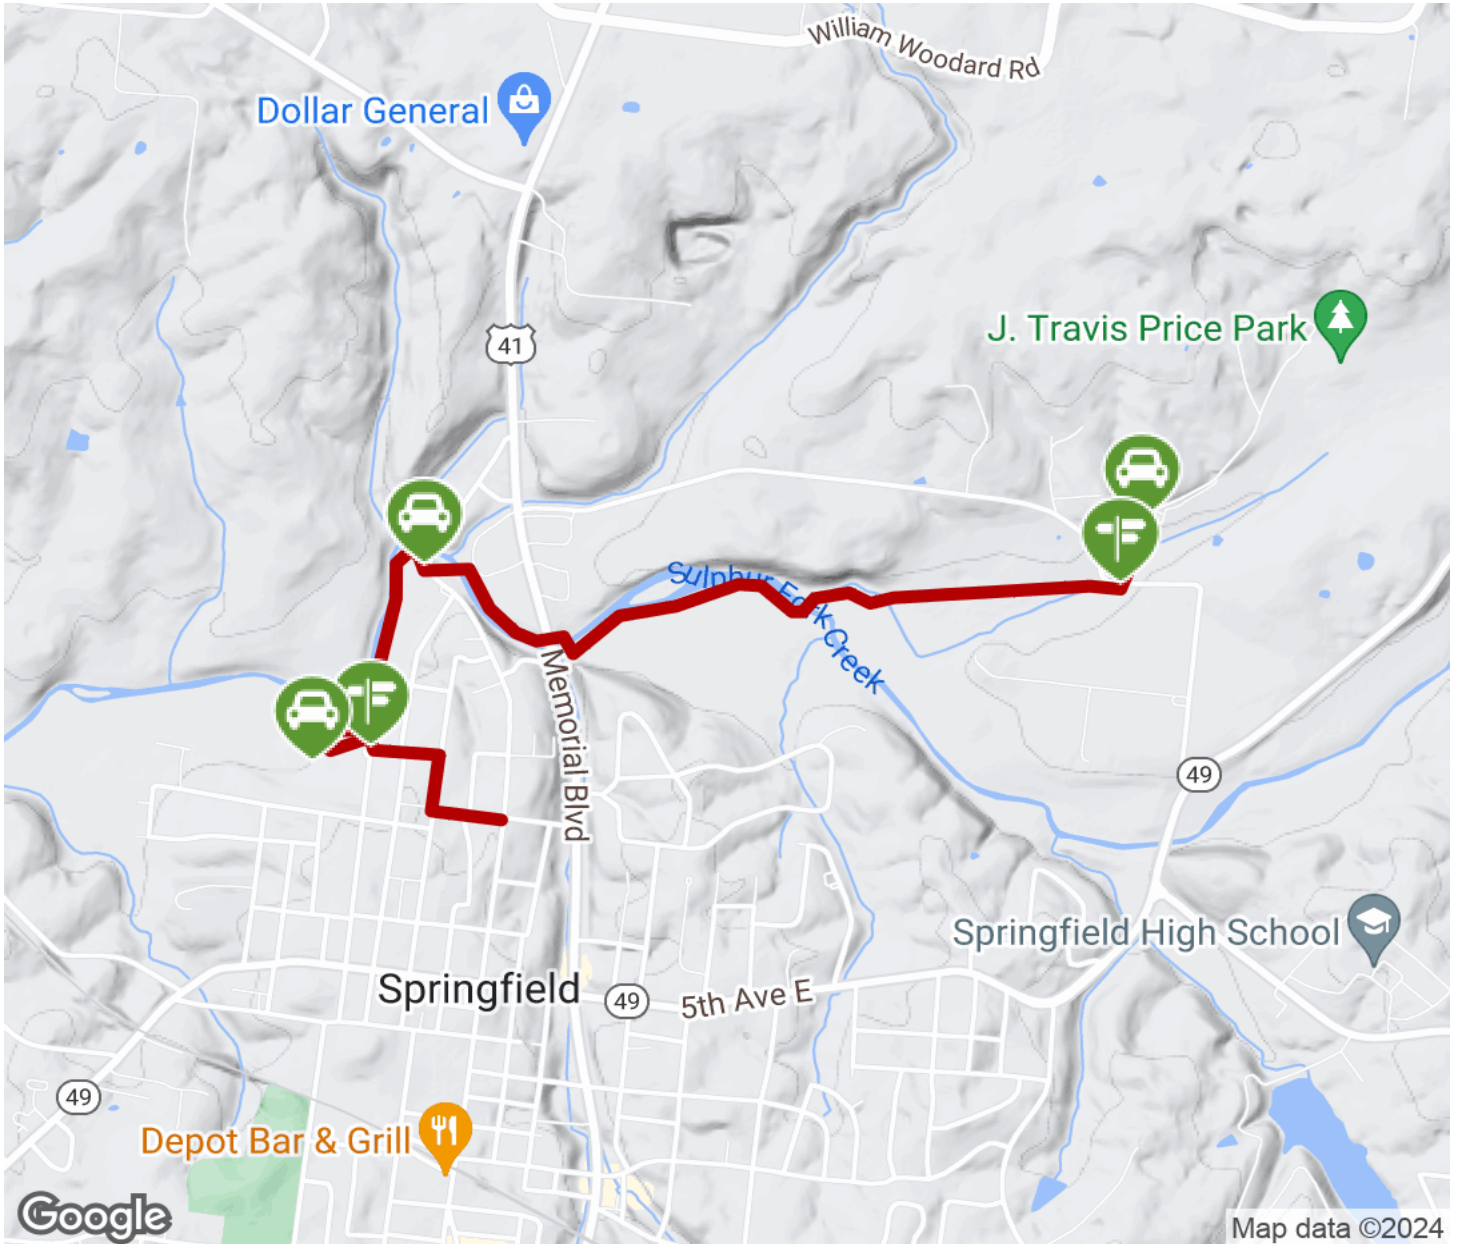 William Woodard Rd
Dollar General
41
J. Travis Price Park
Sulphur Fork Creek
Memorial Blvd
49
Springfield High School
Springfield
49
5th Ave E
49
Depot Bar & Grill
Google
Map data ©2024